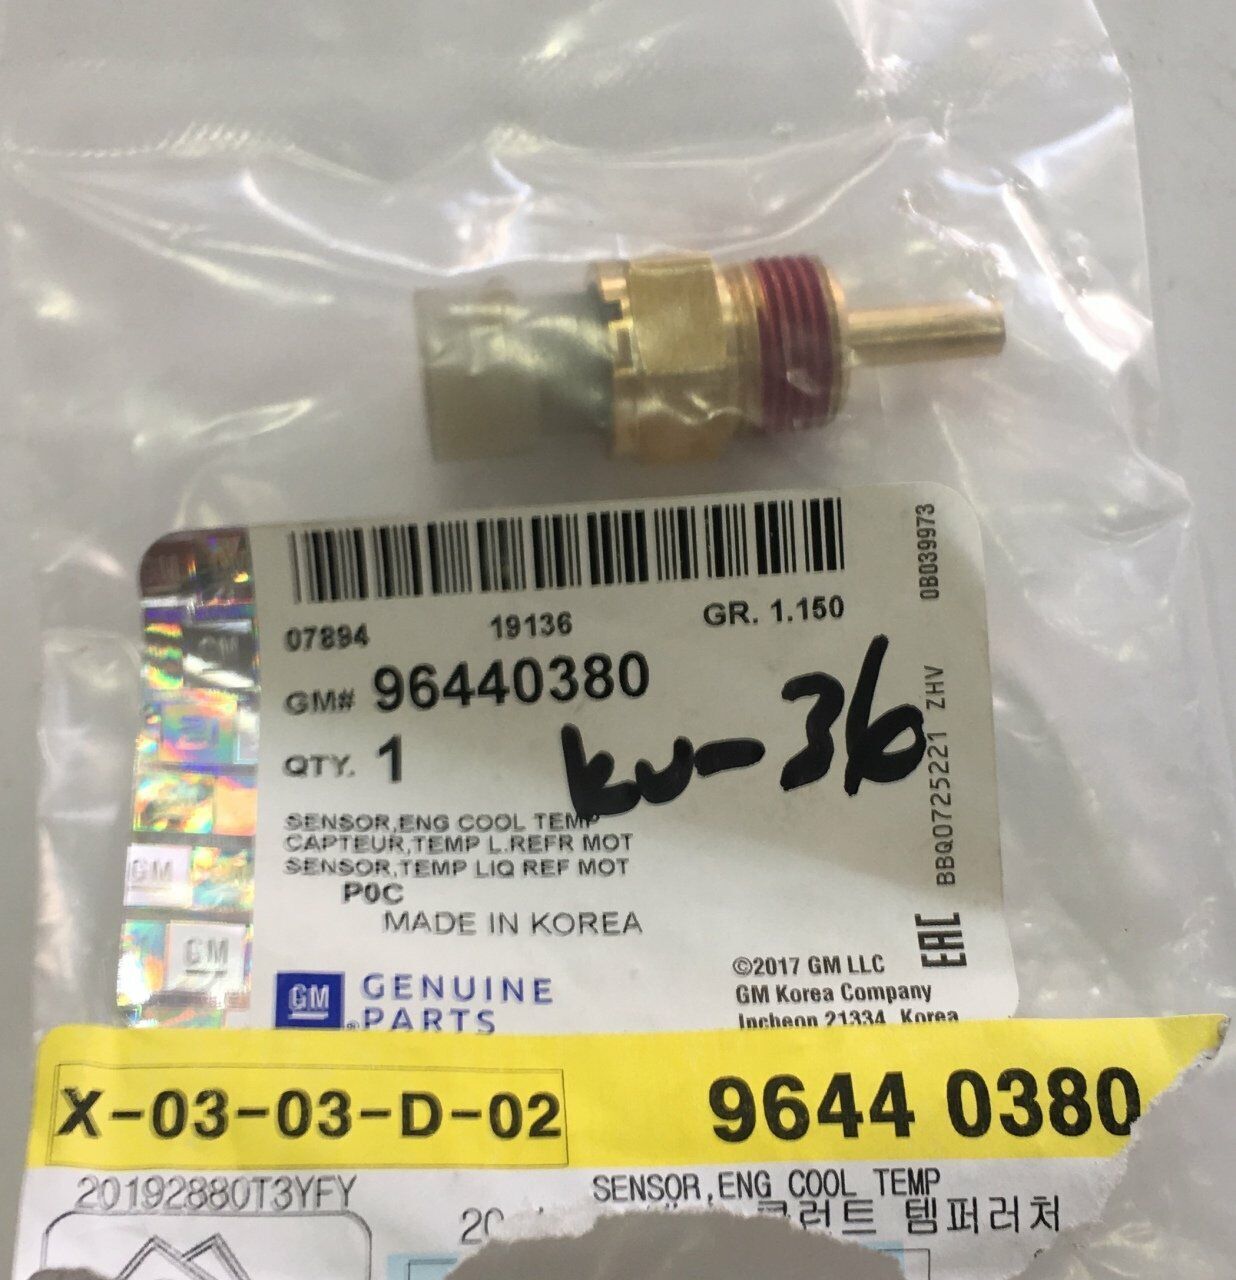 07894 19136 GR. 1.150
GM# 96440380
QTY. 1
KU-36
SENSOR,ENG COOL TEMP
CAPTEUR,TEMP L.REFR MOT
SENSOR,TEMP LIQ REF MOT
P0C
MADE IN KOREA
0B039973
BBQ0725221 ZHV
EAC
GM
GM
GM
GM GENUINE
PARTS
©2017 GM LLC
GM Korea Company
Incheon 21334, Korea
X-03-03-D-02 9644 0380
20192880T3YFY
SENSOR,ENG COOL TEMP
템퍼러처